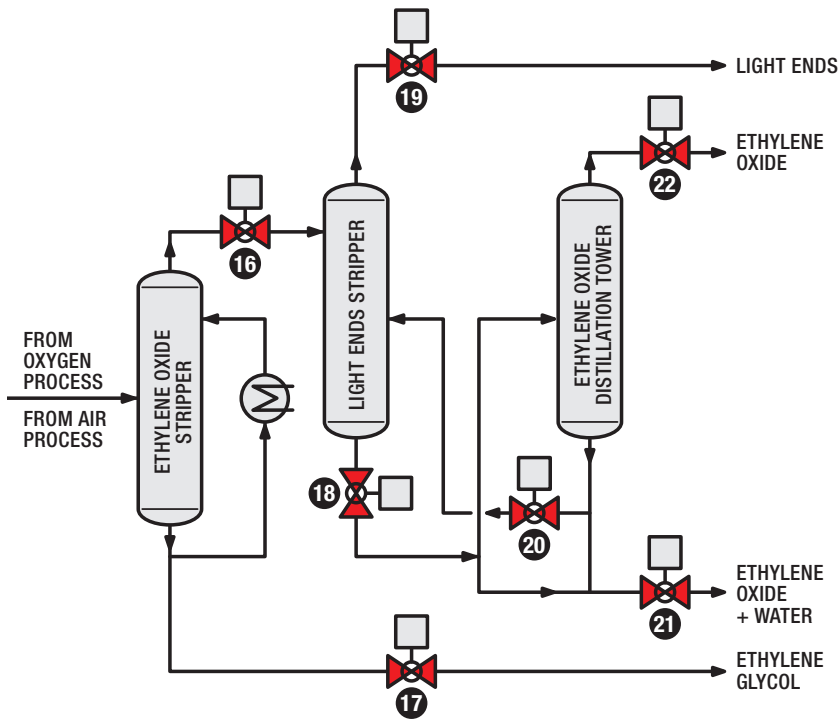 19
LIGHT ENDS
22
ETHYLENE
OXIDE
16
FROM
OXYGEN
PROCESS
FROM AIR
PROCESS
ETHYLENE OXIDE
STRIPPER
LIGHT ENDS STRIPPER
ETHYLENE OXIDE
DISTILLATION TOWER
18
20
21
ETHYLENE
OXIDE
+ WATER
17
ETHYLENE
GLYCOL